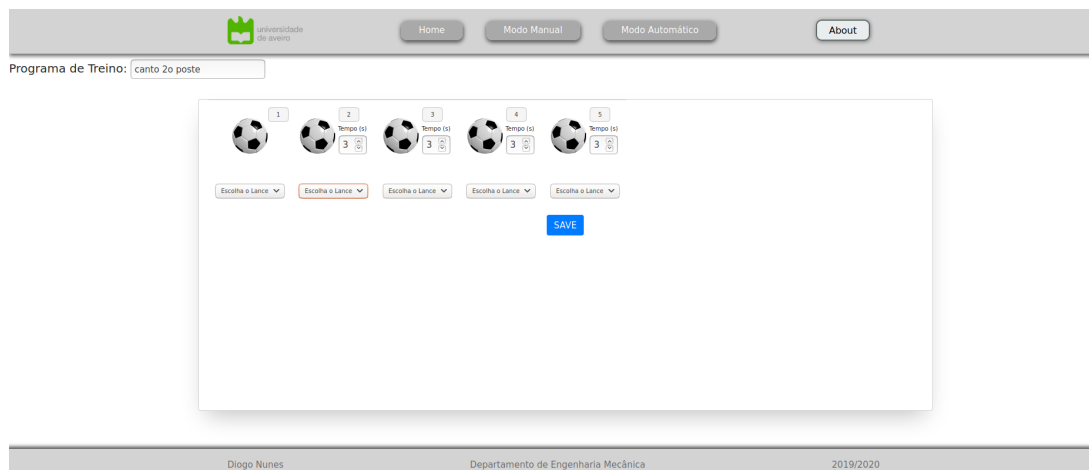 universidade
de aveiro
Home
Modo Manual
Modo Automático
About
Programa de Treino: canto 2o poste
1
2
3
4
5
Tempo (s)
Tempo (s)
Tempo (s)
Tempo (s)
3
3
3
3
Escolha o Lance
Escolha o Lance
Escolha o Lance
Escolha o Lance
Escolha o Lance
SAVE
Diogo Nunes
Departamento de Engenharia Mecânica
2019/2020